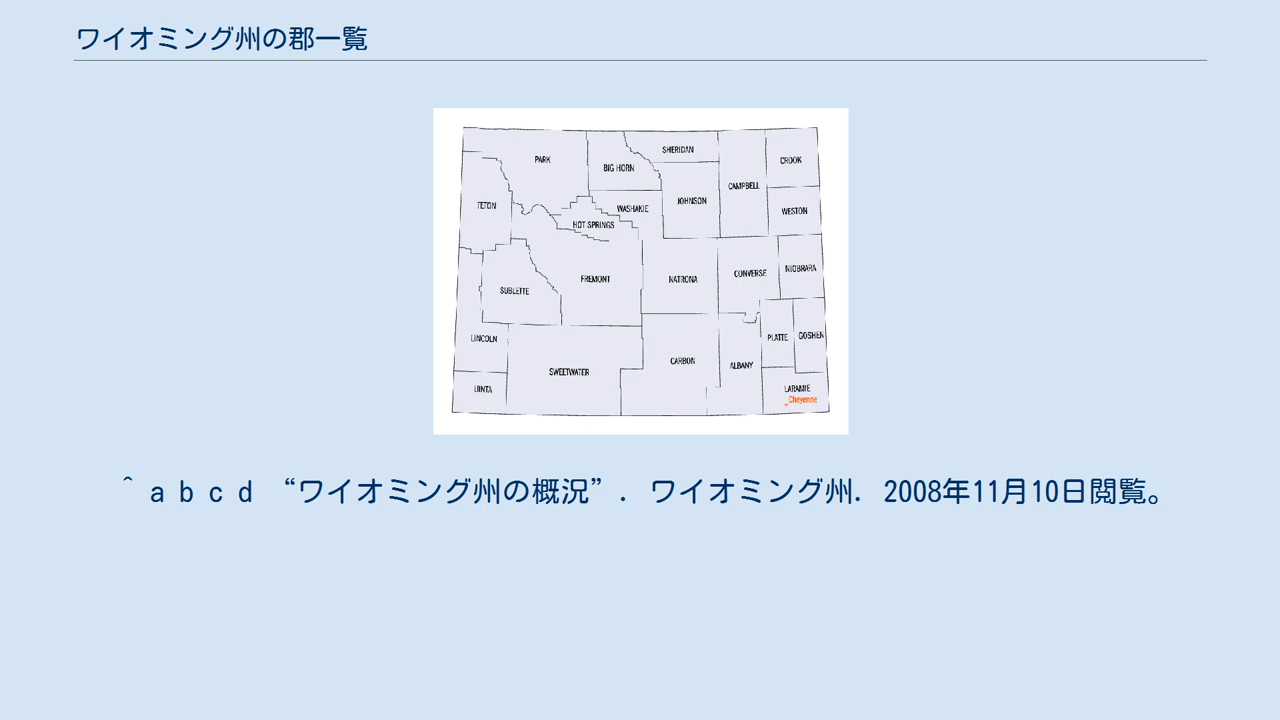 ワイオミング州の郡一覧
PARK
BIG HORN
SHERIDAN
CAMPBELL
CROOK
TETON
WASHAKIE
JOHNSON
WESTON
HOT SPRINGS
SUBLETTE
FREMONT
NATRONA
CONVERSE
NIOBRARA
LINCOLN
SWEETWATER
CARBON
ALBANY
PLATTE
GOSHEN
UINTA
LARAMIE
Cheyenne
^ a b c d “ワイオミング州の概況”. ワイオミング州. 2008年11月10日閲覧。